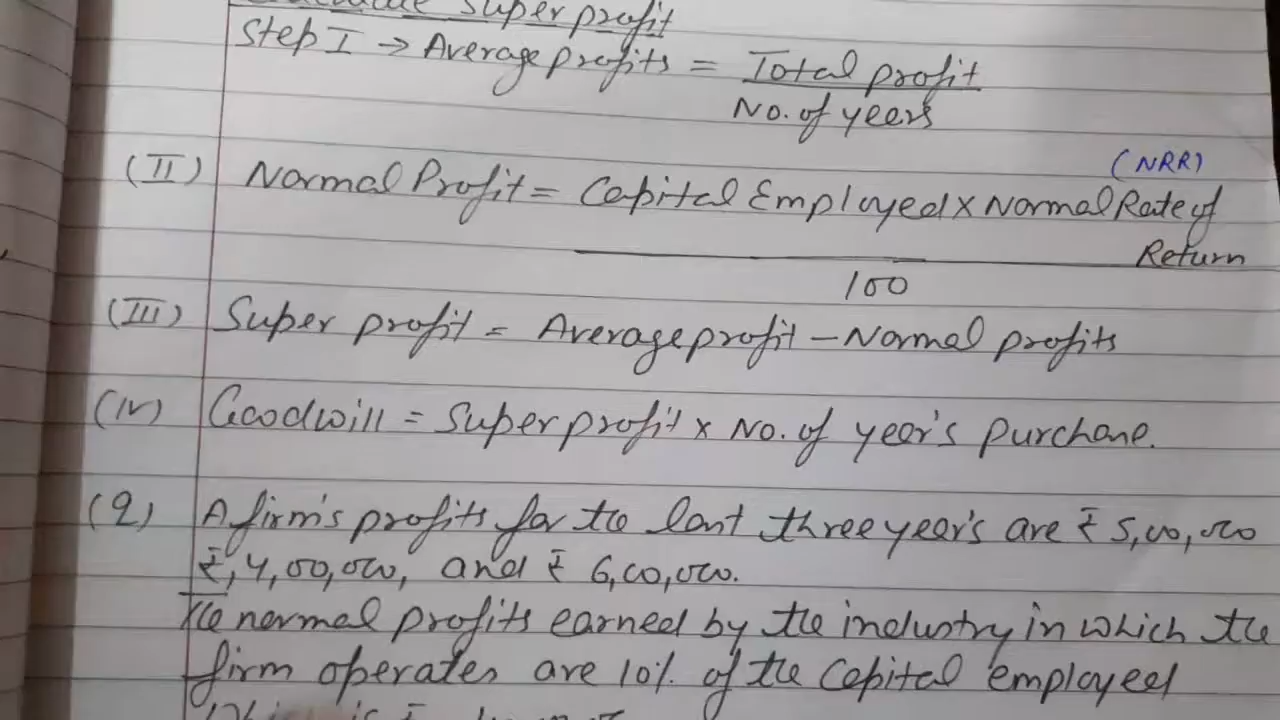 Calculate Super profit
Step I → Average profits = Total profit
No. of years
(NRR)
(II) Normal Profit = Capital Employed × Normal Rate of
Return
100
(III) Super profit = Average profit - Normal profits
(IV) Goodwill = Super profit × No. of year's purchase.
(Q) A firm's profits for the last three year's are ₹ 5,00,000
₹, 4,00,000, and ₹ 6,00,000.
The normal profits earned by the industry in which the
firm operates are 10% of the Capital employed